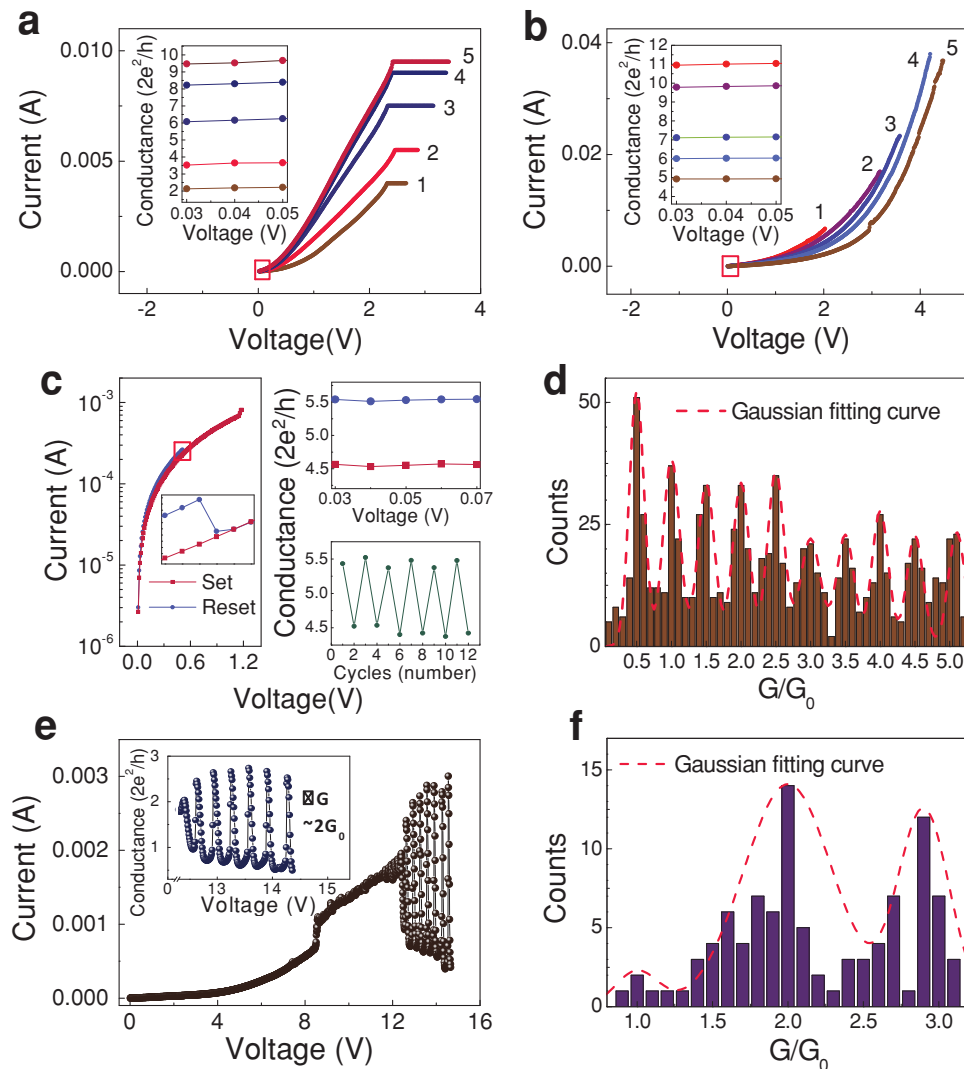 a
Current (A)
0.010
0.005
0.000
-2
0
2
4
Voltage(V)
5
4
3
2
1
Conductance (2e²/h)
10
9
8
7
6
5
4
3
2
0.03
0.04
0.05
Voltage (V)
b
Current (A)
0.04
0.02
0.00
-2
0
2
4
Voltage (V)
1
2
3
4
5
Conductance (2e²/h)
12
11
10
9
8
7
6
5
4
0.03
0.04
0.05
Voltage (V)
c
Current (A)
10⁻³
10⁻⁴
10⁻⁵
10⁻⁶
0.0
0.6
1.2
Voltage(V)
Set
Reset
Conductance (2e²/h)
5.5
5.0
4.5
0.03
0.05
0.07
Voltage (V)
5.5
5.0
4.5
0 2 4 6 8 10 12
Cycles (number)
d
Gaussian fitting curve
Counts
50
25
0
0.5 1.0 1.5 2.0 2.5 3.0 3.5 4.0 4.5 5.0
G/G₀
e
Current (A)
0.003
0.002
0.001
0.000
0 4 8 12 16
Voltage (V)
Conductance (2e²/h)
3
2
1
0 13 14 15
Voltage (V)
G
~2G₀
f
Gaussian fitting curve
Counts
15
10
5
0
1.0 1.5 2.0 2.5 3.0
G/G₀